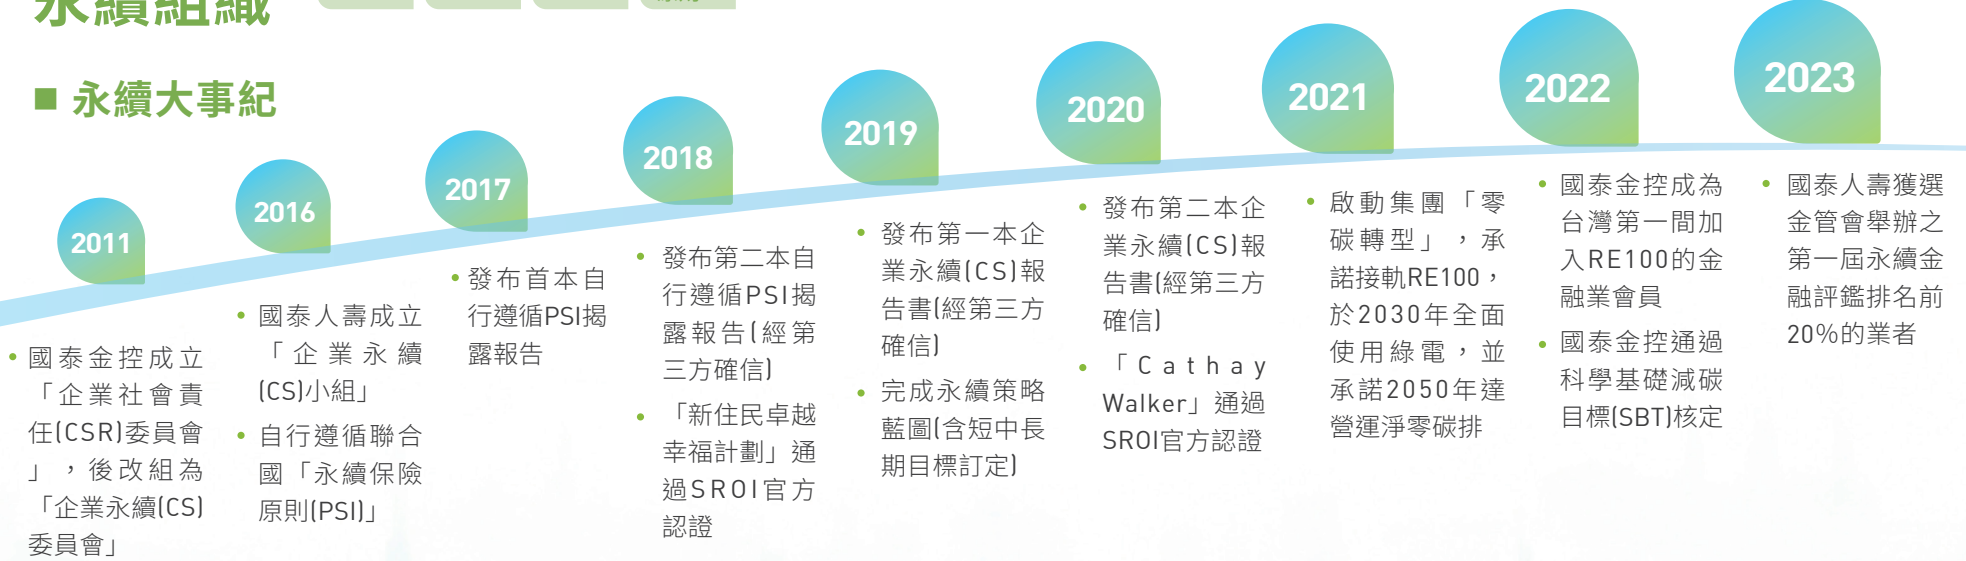 永續組織
■ 永續大事紀
2011
• 國泰金控成立
「企業社會責
任(CSR)委員會
」，後改組為
「企業永續(CS)
委員會」
2016
• 國泰人壽成立
「企業永續
(CS)小組」
• 自行遵循聯合
國「永續保險
原則(PSI)」
2017
• 發布首本自
行遵循PSI揭
露報告
2018
• 發布第二本自
行遵循PSI揭
露報告(經第
三方確信)
• 「新住民卓越
幸福計劃」通
過SROI官方
認證
2019
• 發布第一本企
業永續(CS)報
告書(經第三方
確信)
• 完成永續策略
藍圖(含短中長
期目標訂定)
2020
• 發布第二本企
業永續(CS)報
告書(經第三方
確信)
• 「Cathay
Walker」通過
SROI官方認證
2021
• 啟動集團「零
碳轉型」，承
諾接軌RE100，
於2030年全面
使用綠電，並
承諾2050年達
營運淨零碳排
2022
• 國泰金控成為
台灣第一間加
入RE100的金
融業會員
• 國泰金控通過
科學基礎減碳
目標(SBT)核定
2023
• 國泰人壽獲選
金管會舉辦之
第一屆永續金
融評鑑排名前
20%的業者